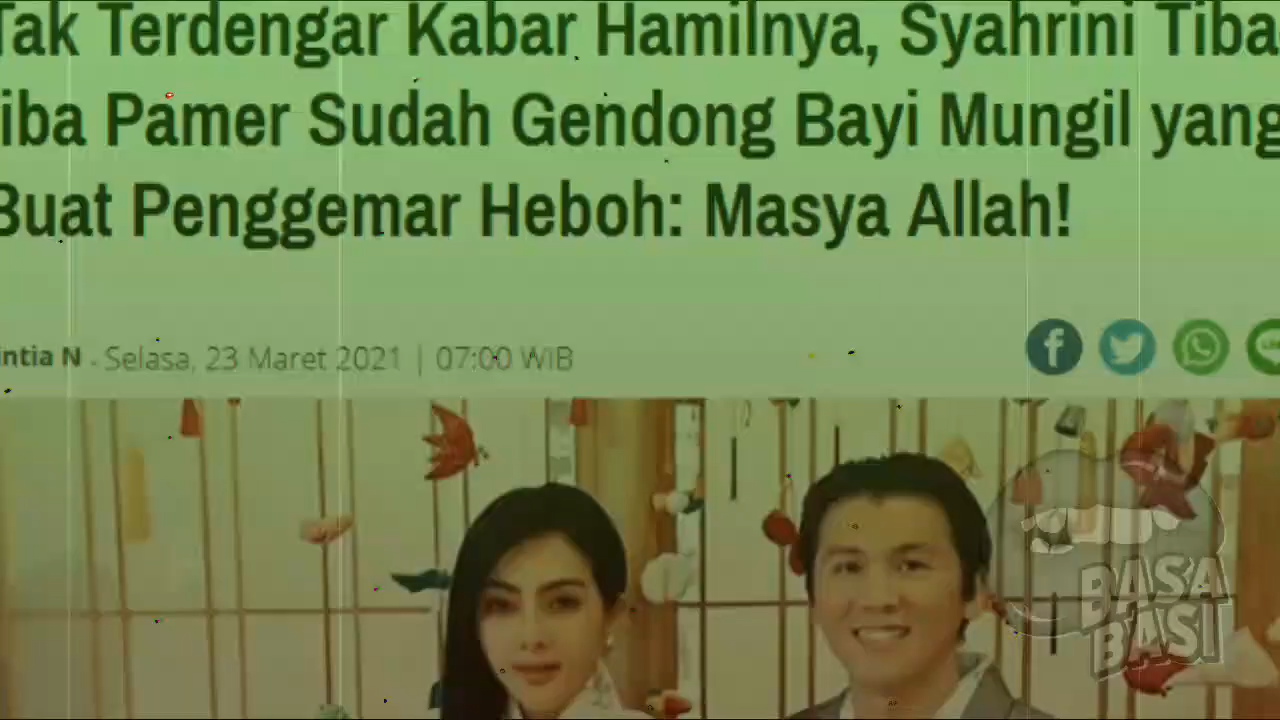 Tak Terdengar Kabar Hamilnya, Syahrini Tiba
iba Pamer Sudah Gendong Bayi Mungil yang
Buat Penggemar Heboh: Masya Allah!
intia N - Selasa, 23 Maret 2021 | 07:00 WIB
BASA
BASI